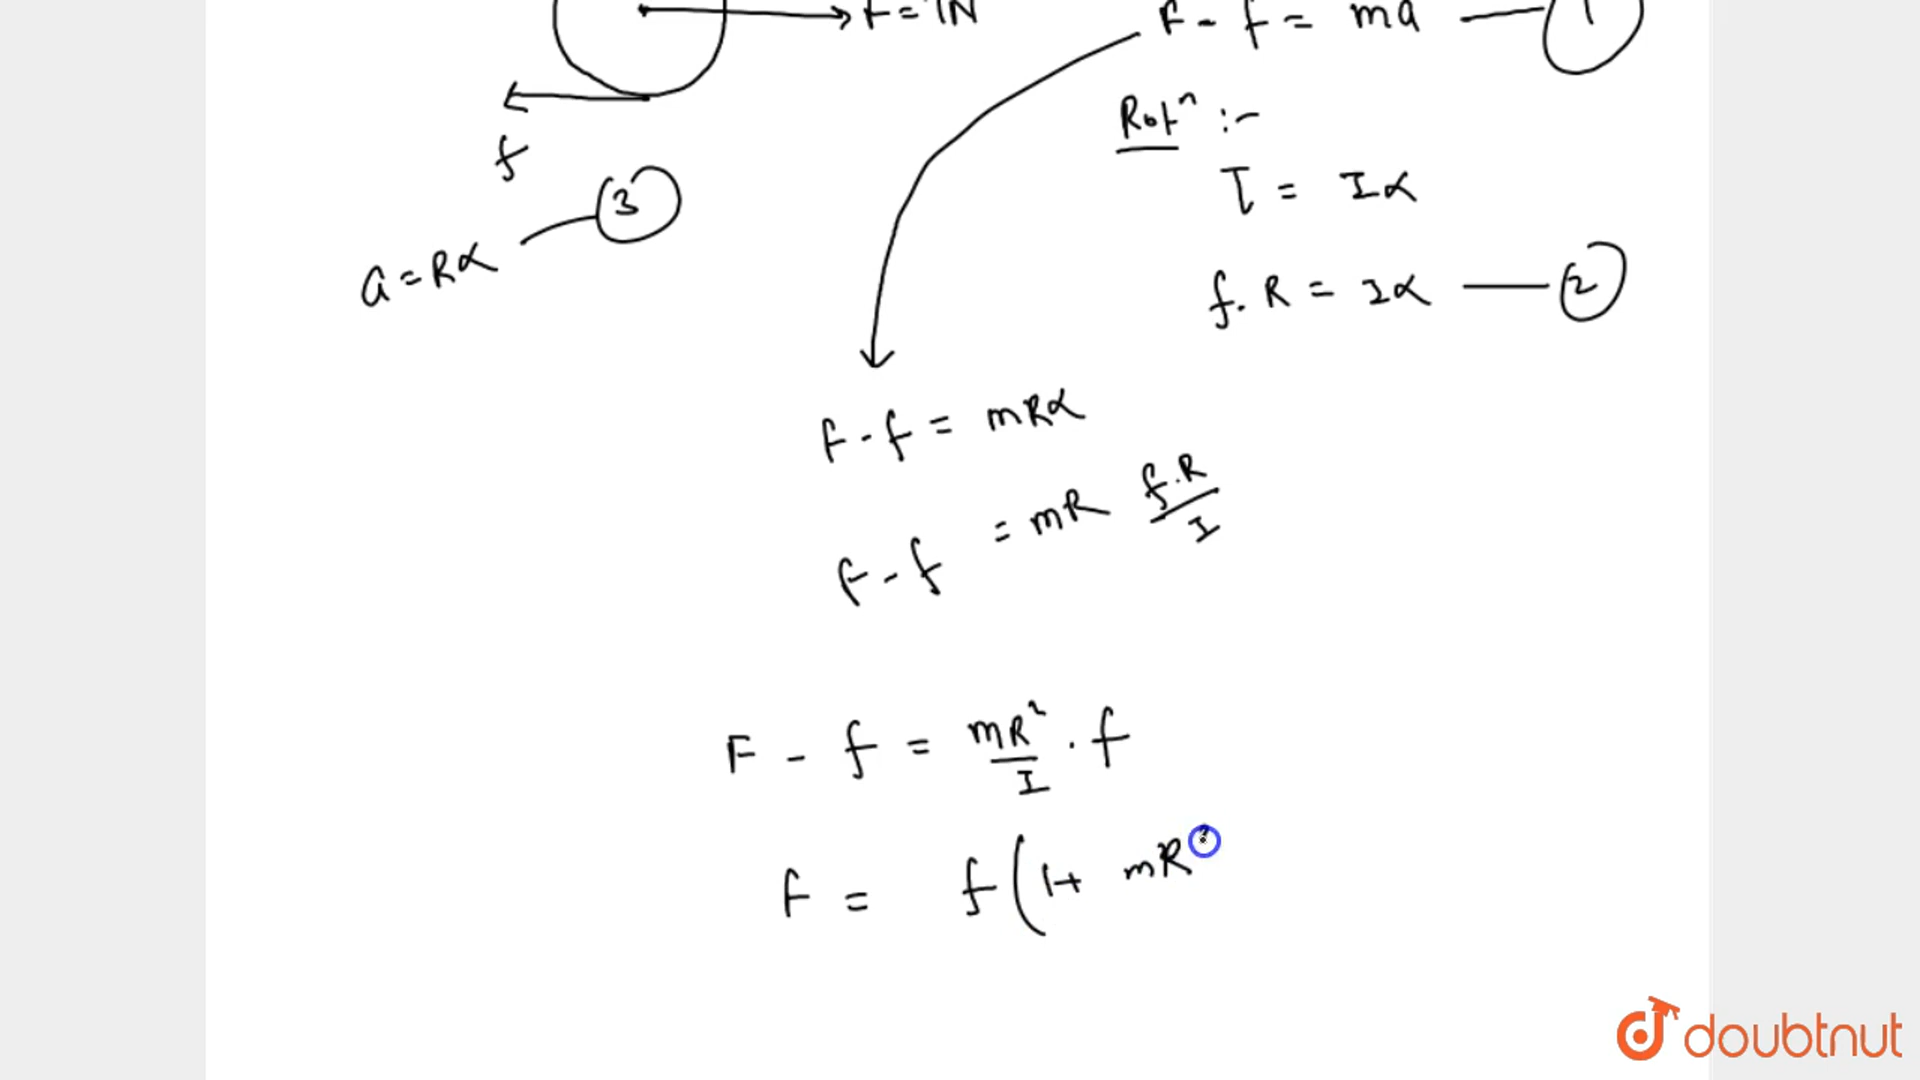 F = 1N
F - f = ma — 1
Rotⁿ :-
τ = Iα
f
a = Rα — 3
f. R = Iα — 2
F - f = mRα
F - f = mR f.R/I
F - f = mR²/I . f
F = f(1+ mR²
doubtnut